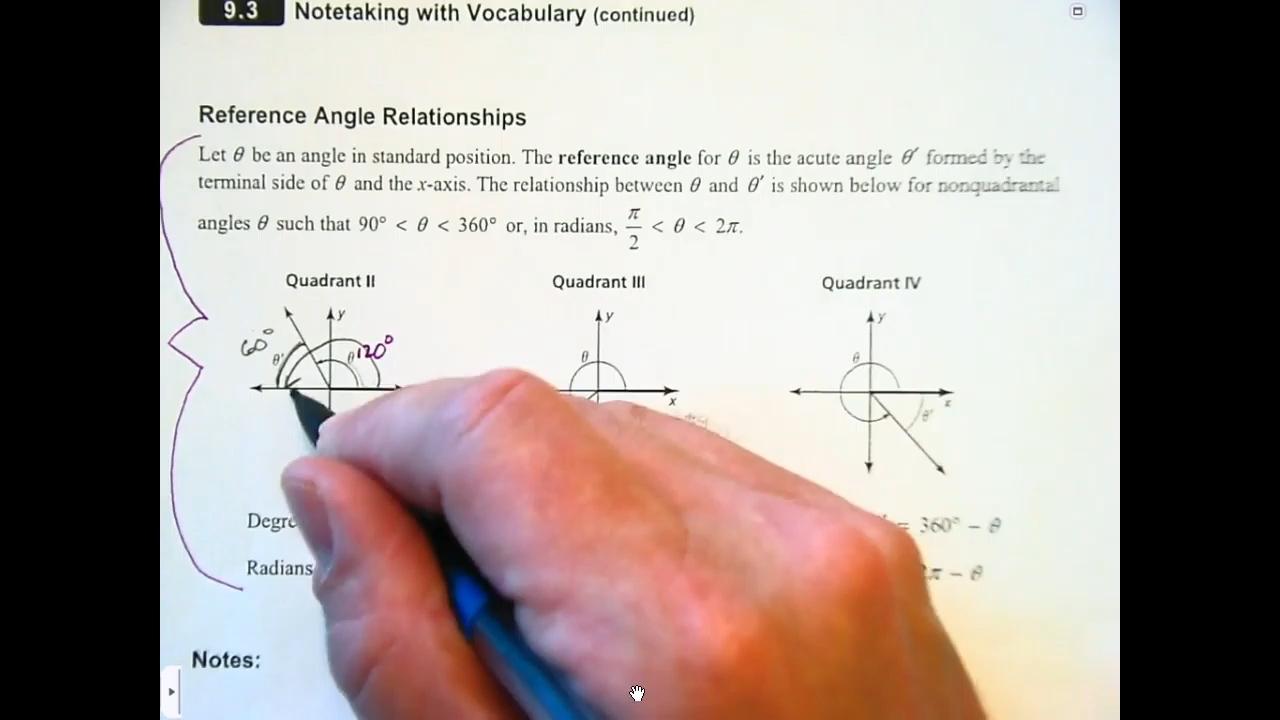 9.3 Notetaking with Vocabulary (continued)
Reference Angle Relationships
Let θ be an angle in standard position. The reference angle for θ is the acute angle θ′ formed by the
terminal side of θ and the x-axis. The relationship between θ and θ′ is shown below for nonquadrantal
angles θ such that 90° < θ < 360° or, in radians, π/2 < θ < 2π.
Quadrant II Quadrant III Quadrant IV
y y y
60° θ′ θ 120° θ θ
x x
θ′
= 360° − θ
Radians π − θ
Notes: